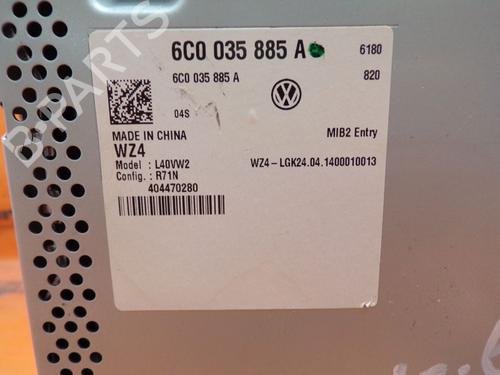 6C0 035 885 A
6180
6C0 035 885 A
820
04S
MADE IN CHINA
MIB2 Entry
WZ4
Model : L40VW2
WZ4-LGK24.04.1400010013
Config. : R71N
404470280
B-PARTS